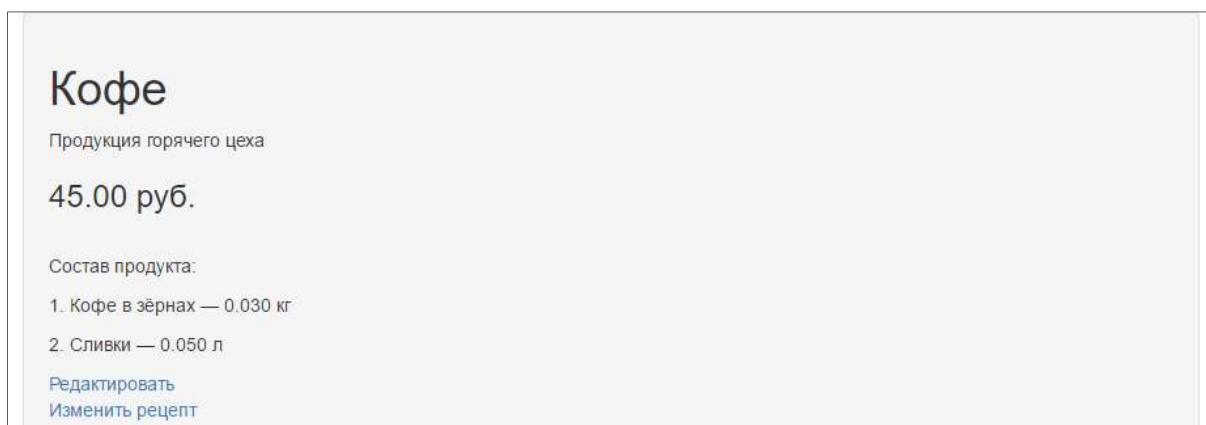 Кофе
Продукция горячего цеха
45.00 руб.
Состав продукта:
1. Кофе в зёрнах — 0.030 кг
2. Сливки — 0.050 л
Редактировать
Изменить рецепт